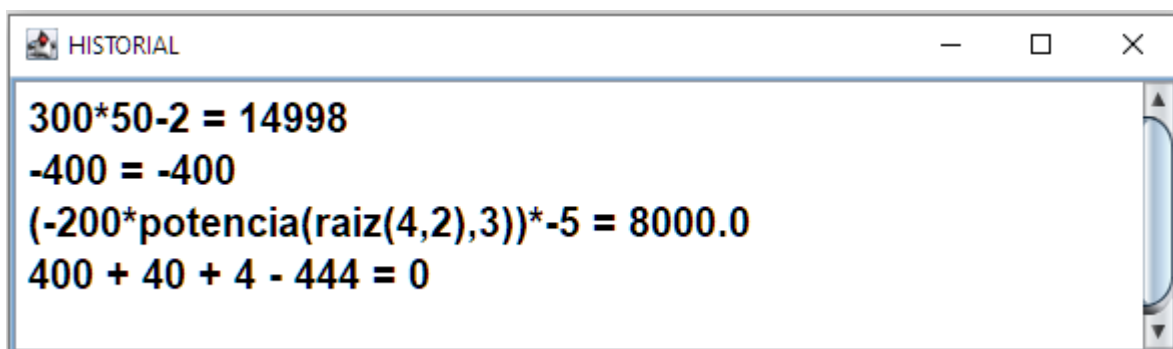 HISTORIAL
300*50-2 = 14998
-400 = -400
(-200*potencia(raiz(4,2),3))*-5 = 8000.0
400 + 40 + 4 - 444 = 0